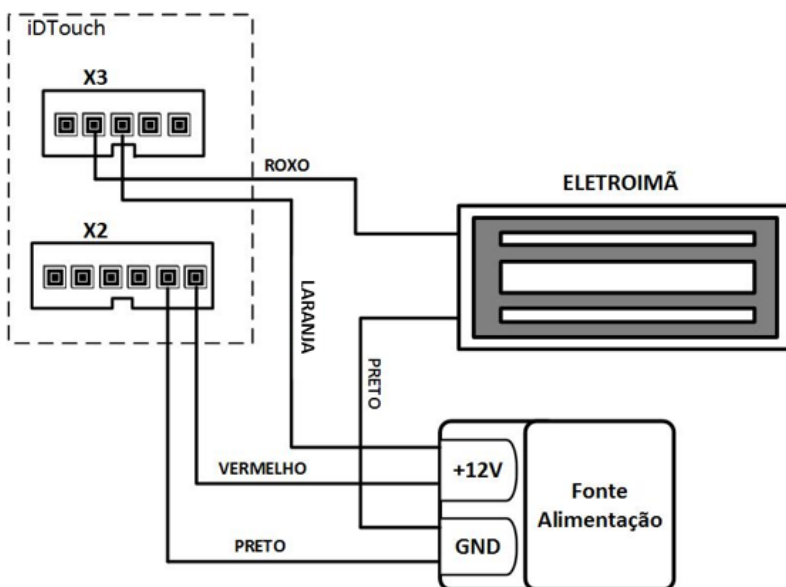 iDTouch
X3
ROXO
ELETROIMÃ
X2
LARANJA
PRETO
VERMELHO
+12V
Fonte
Alimentação
PRETO
GND